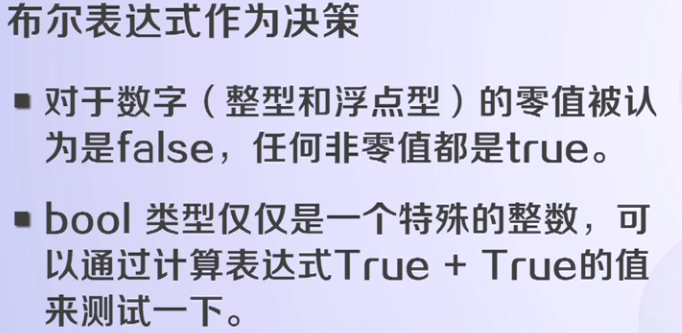 布尔表达式作为决策
■ 对于数字（整型和浮点型）的零值被认
为是false，任何非零值都是true。
■ bool 类型仅仅是一个特殊的整数，可
以通过计算表达式True + True的值
来测试一下。